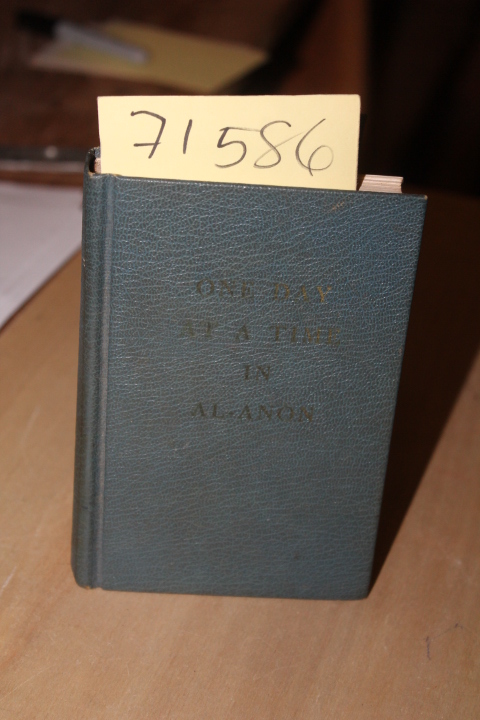 71586
ONE DAY
AT A TIME
IN
AL-ANON